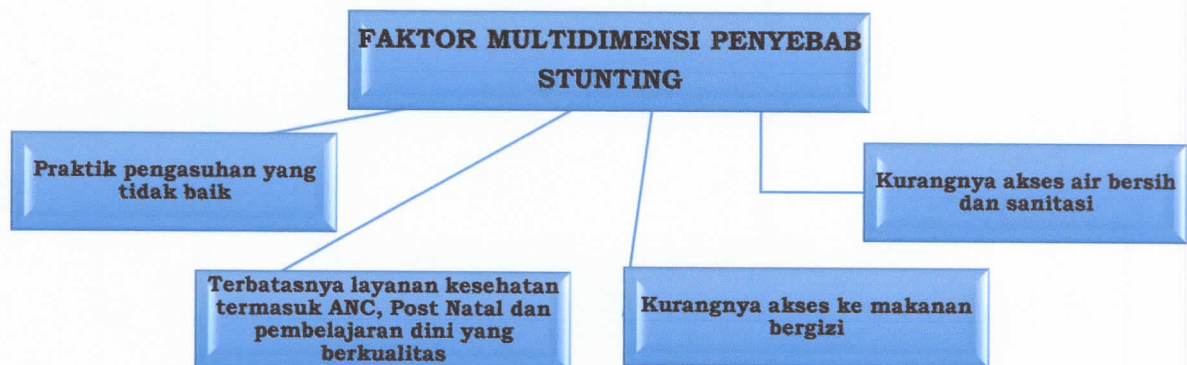 FAKTOR MULTIDIMENSI PENYEBAB
STUNTING
Praktik pengasuhan yang
tidak baik
Kurangnya akses air bersih
dan sanitasi
Terbatasnya layanan kesehatan
termasuk ANC, Post Natal dan
pembelajaran dini yang
berkualitas
Kurangnya akses ke makanan
bergizi